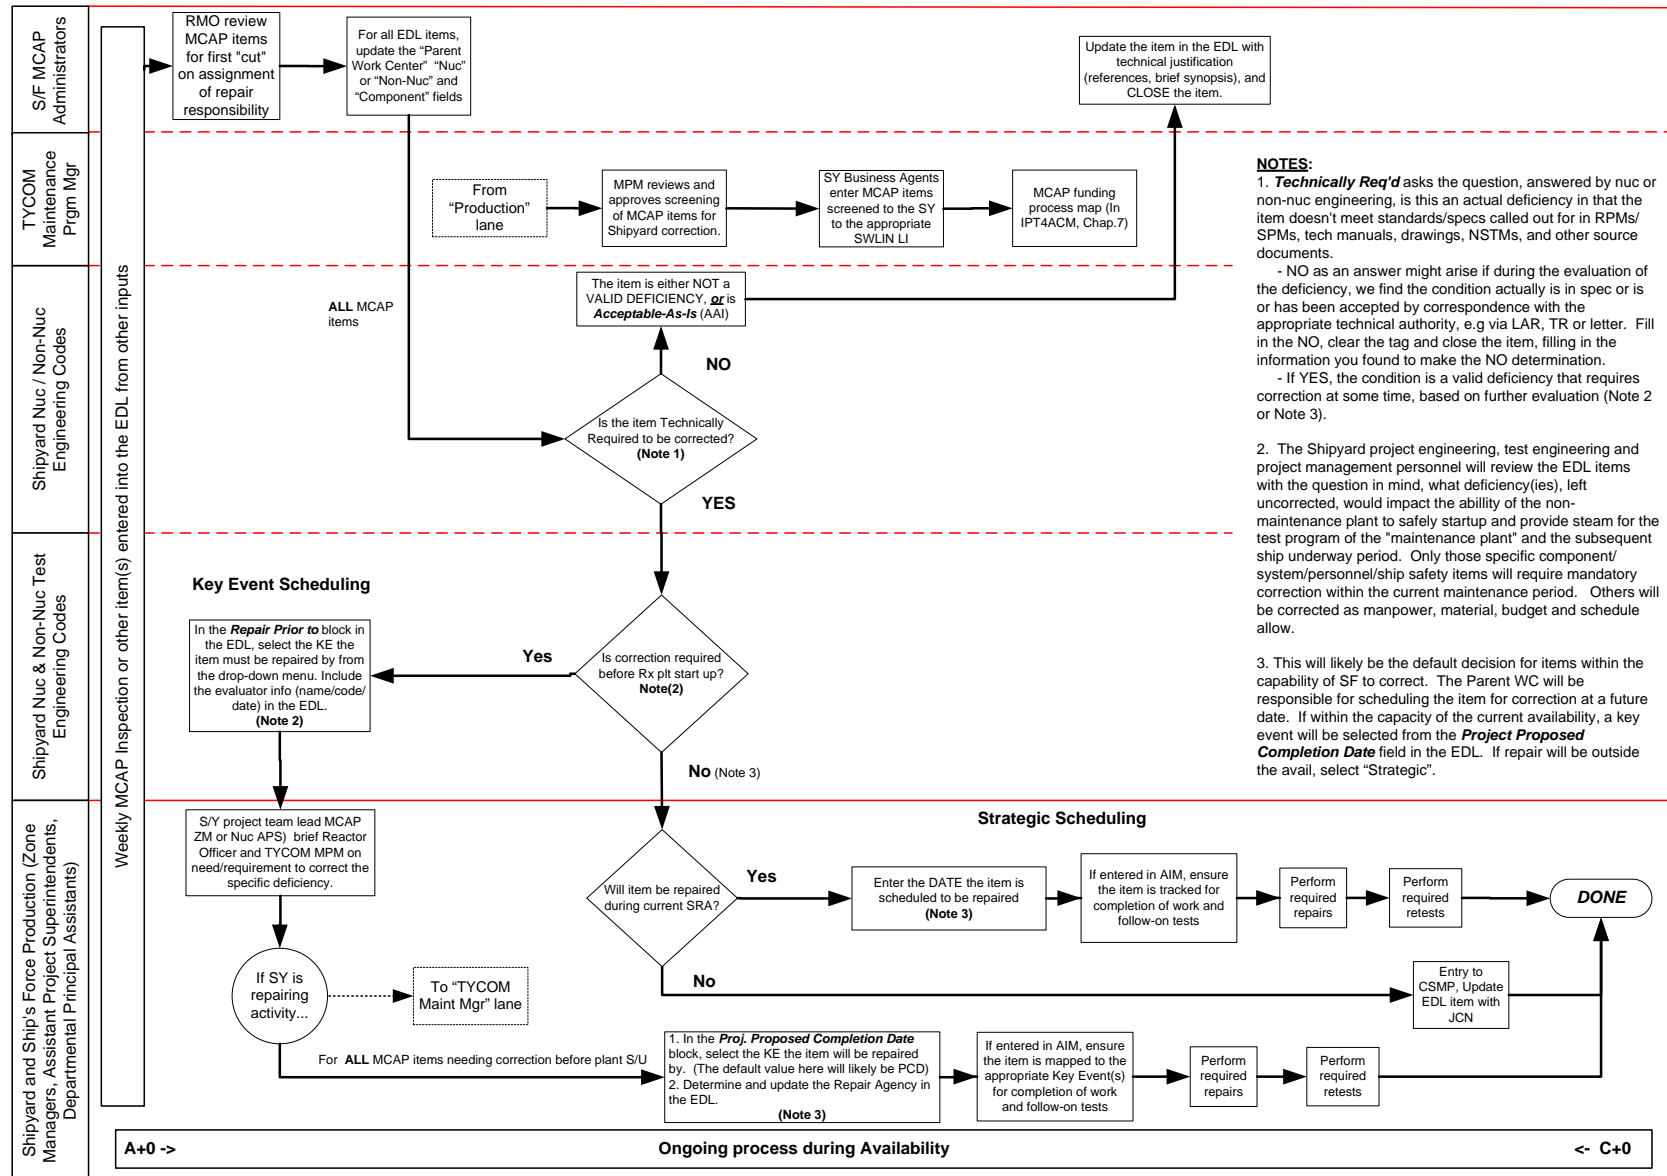 S/F MCAP
Administrators
RMO review
MCAP items
for first "cut"
on assignment
of repair
responsibility
For all EDL items,
update the “Parent
Work Center” “Nuc”
or “Non-Nuc” and
“Component” fields
Update the item in the EDL with
technical justification
(references, brief synopsis), and
CLOSE the item.
Weekly MCAP Inspection or other item(s) entered into the EDL from other inputs
TYCOM
Maintenance
Prgm Mgr
From
“Production”
lane
MPM reviews and
approves screening
of MCAP items for
Shipyard correction.
SY Business Agents
enter MCAP items
screened to the SY
to the appropriate
SWLIN LI
MCAP funding
process map (In
IPT4ACM, Chap.7)
Shipyard Nuc / Non-Nuc
Engineering Codes
ALL MCAP
items
The item is either NOT a
VALID DEFICIENCY, or is
Acceptable-As-Is (AAI)
NO
Is the item Technically
Required to be corrected?
(Note 1)
YES
Shipyard Nuc & Non-Nuc Test
Engineering Codes
Key Event Scheduling
In the Repair Prior to block in
the EDL, select the KE the
item must be repaired by from
the drop-down menu. Include
the evaluator info (name/code/
date) in the EDL.
(Note 2)
Yes
Is correction required
before Rx plt start up?
Note(2)
No (Note 3)
Shipyard and Ship's Force Production (Zone
Managers, Assistant Project Superintendents,
Departmental Principal Assistants)
S/Y project team lead MCAP
ZM or Nuc APS) brief Reactor
Officer and TYCOM MPM on
need/requirement to correct the
specific deficiency.
If SY is
repairing
activity...
To “TYCOM
Maint Mgr” lane
For ALL MCAP items needing correction before plant S/U
Strategic Scheduling
Will item be repaired
during current SRA?
Yes
Enter the DATE the item is
scheduled to be repaired
(Note 3)
If entered in AIM, ensure
the item is tracked for
completion of work and
follow-on tests
Perform
required
repairs
Perform
required
retests
DONE
No
Entry to
CSMP, Update
EDL item with
JCN
1. In the Proj. Proposed Completion Date
block, select the KE the item will be repaired
by. (The default value here will likely be PCD)
2. Determine and update the Repair Agency in
the EDL.
(Note 3)
If entered in AIM, ensure
the item is mapped to the
appropriate Key Event(s)
for completion of work
and follow-on tests
Perform
required
repairs
Perform
required
retests
NOTES:
1. Technically Req'd asks the question, answered by nuc or
non-nuc engineering, is this an actual deficiency in that the
item doesn't meet standards/specs called out for in RPMs/
SPMs, tech manuals, drawings, NSTMs, and other source
documents.
- NO as an answer might arise if during the evaluation of
the deficiency, we find the condition actually is in spec or is
or has been accepted by correspondence with the
appropriate technical authority, e.g via LAR, TR or letter. Fill
in the NO, clear the tag and close the item, filling in the
information you found to make the NO determination.
- If YES, the condition is a valid deficiency that requires
correction at some time, based on further evaluation (Note 2
or Note 3).
2. The Shipyard project engineering, test engineering and
project management personnel will review the EDL items
with the question in mind, what deficiency(ies), left
uncorrected, would impact the abillity of the non-
maintenance plant to safely startup and provide steam for the
test program of the "maintenance plant" and the subsequent
ship underway period. Only those specific component/
system/personnel/ship safety items will require mandatory
correction within the current maintenance period. Others will
be corrected as manpower, material, budget and schedule
allow.
3. This will likely be the default decision for items within the
capability of SF to correct. The Parent WC will be
responsible for scheduling the item for correction at a future
date. If within the capacity of the current availability, a key
event will be selected from the Project Proposed
Completion Date field in the EDL. If repair will be outside
the avail, select “Strategic”.
A+0 ->
Ongoing process during Availability
<- C+0